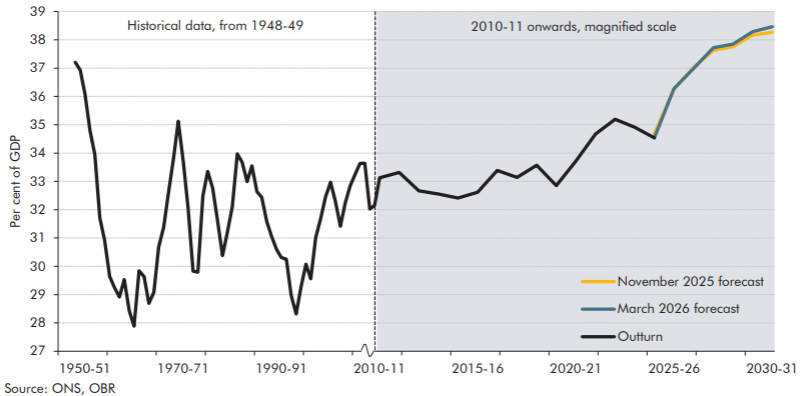 Historical data, from 1948-49
2010-11 onwards, magnified scale
Per cent of GDP
39
38
37
36
35
34
33
32
31
30
29
28
27
November 2025 forecast
March 2026 forecast
Outturn
1950-51 1970-71 1990-91 2010-11 2015-16 2020-21 2025-26 2030-31
Source: ONS, OBR